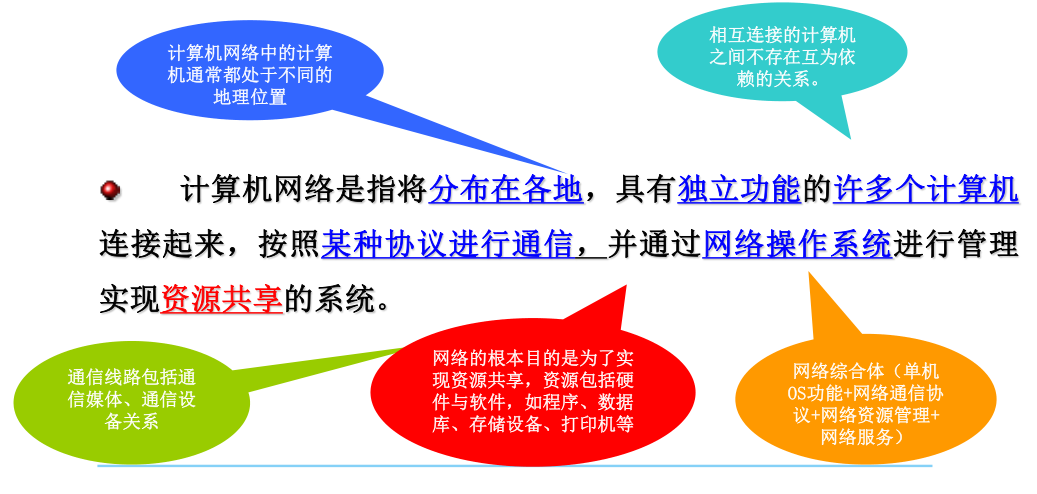 计算机网络中的计算
机通常都处于不同的
地理位置
相互连接的计算机
之间不存在互为依
赖的关系。
计算机网络是指将分布在各地，具有独立功能的许多个计算机
连接起来，按照某种协议进行通信，并通过网络操作系统进行管理
实现资源共享的系统。
通信线路包括通
信媒体、通信设
备关系
网络的根本目的是为了实
现资源共享，资源包括硬
件与软件，如程序、数据
库、存储设备、打印机等
网络综合体（单机
OS功能+网络通信协
议+网络资源管理+
网络服务）